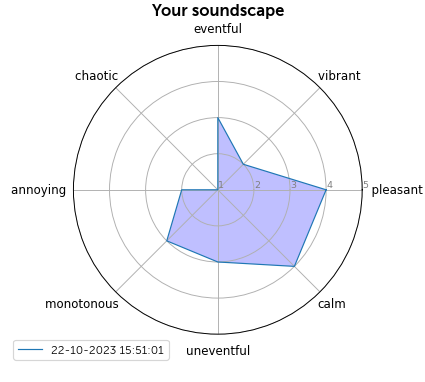 Your soundscape
eventful
chaotic
vibrant
annoying
1
2
3
4
5
pleasant
monotonous
calm
uneventful
22-10-2023 15:51:01